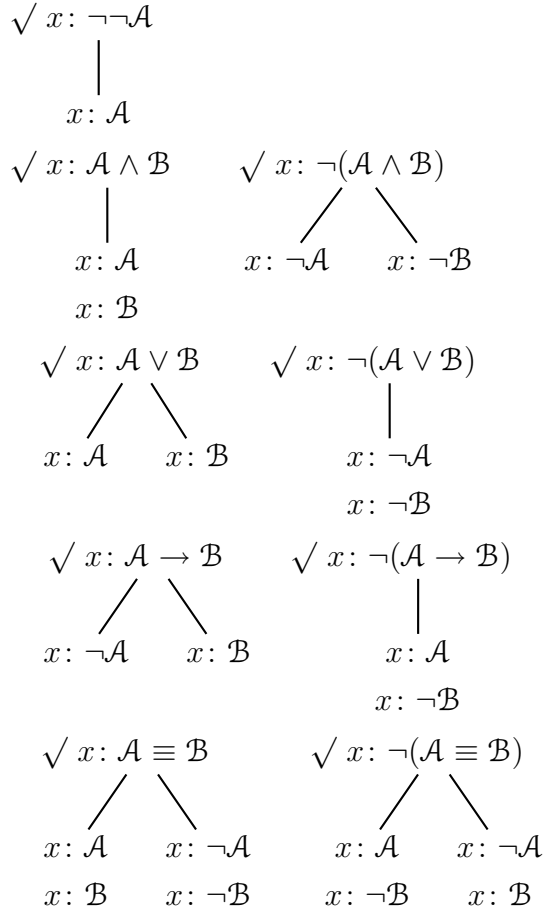 √ x: ¬¬𝒜
x: 𝒜
√ x: 𝒜 ∧ ℬ √ x: ¬(𝒜 ∧ ℬ)
x: 𝒜 x: ¬𝒜 x: ¬ℬ
x: ℬ
√ x: 𝒜 ∨ ℬ √ x: ¬(𝒜 ∨ ℬ)
x: 𝒜 x: ℬ x: ¬𝒜
x: ¬ℬ
√ x: 𝒜 → ℬ √ x: ¬(𝒜 → ℬ)
x: ¬𝒜 x: ℬ x: 𝒜
x: ¬ℬ
√ x: 𝒜 ≡ ℬ √ x: ¬(𝒜 ≡ ℬ)
x: 𝒜 x: ¬𝒜 x: 𝒜 x: ¬𝒜
x: ℬ x: ¬ℬ x: ¬ℬ x: ℬ